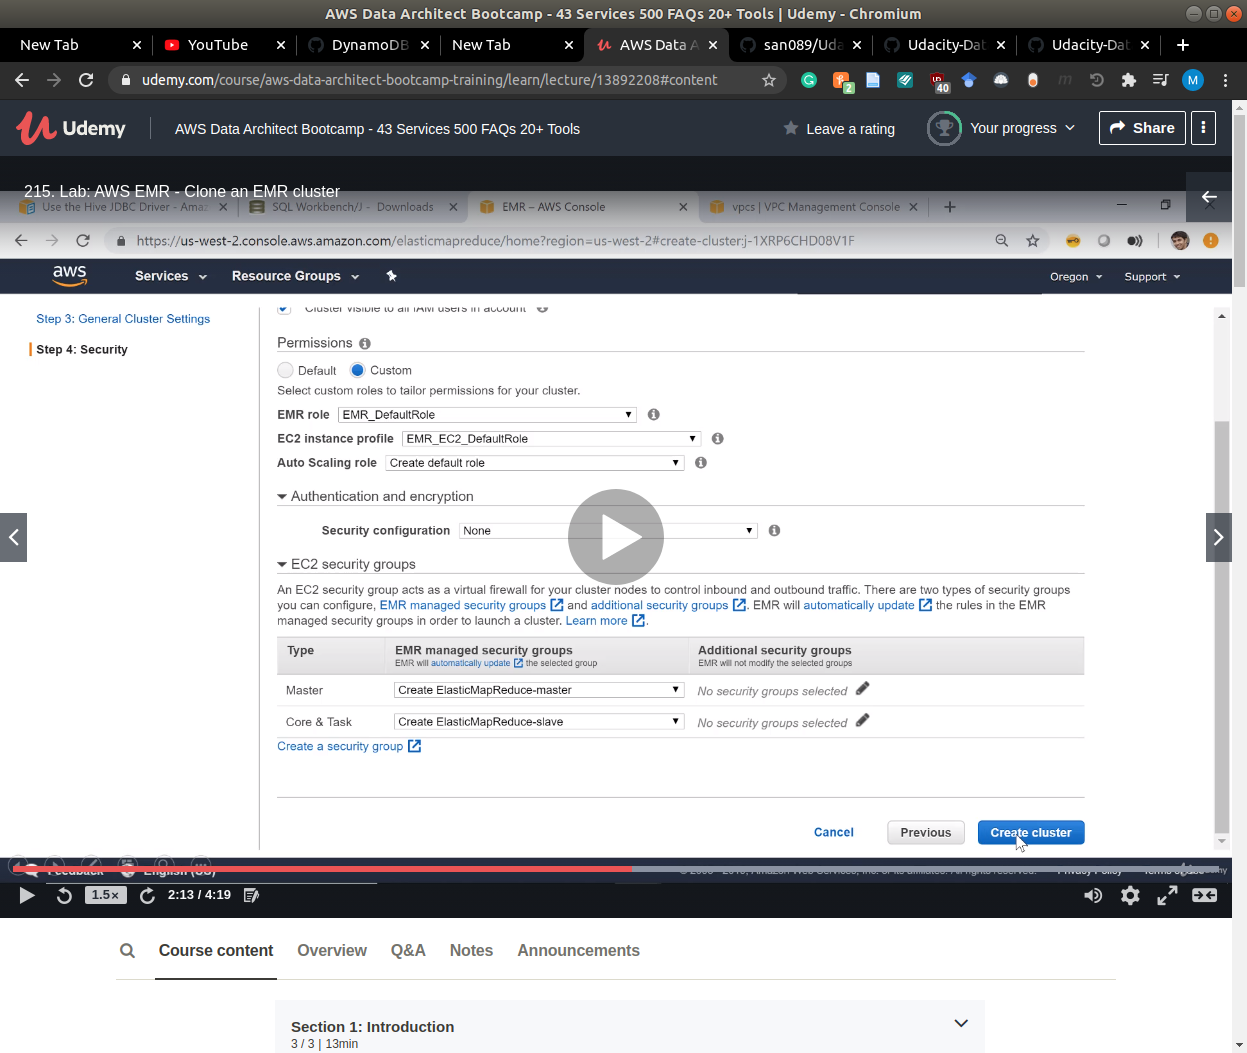 AWS Data Architect Bootcamp - 43 Services 500 FAQs 20+ Tools | Udemy - Chromium
New Tab YouTube DynamoDB New Tab AWS Data A san089/Uda Udacity-Dat Udacity-Dat
udemy.com/course/aws-data-architect-bootcamp-training/learn/lecture/13892208#content 2 40 M
Udemy AWS Data Architect Bootcamp - 43 Services 500 FAQs 20+ Tools Leave a rating Your progress Share
215. Lab: AWS EMR - Clone an EMR cluster
Use the Hive JDBC Driver - Amaz SQL Workbench/J - Downloads EMR – AWS Console vpcs | VPC Management Console
https://us-west-2.console.aws.amazon.com/elasticmapreduce/home?region=us-west-2#create-cluster:j-1XRP6CHD08V1F
aws Services Resource Groups Oregon Support
Step 3: General Cluster Settings
Cluster visible to all IAM users in account
Step 4: Security
Permissions
Default Custom
Select custom roles to tailor permissions for your cluster.
EMR role EMR_DefaultRole
EC2 instance profile EMR_EC2_DefaultRole
Auto Scaling role Create default role
Authentication and encryption
Security configuration None
EC2 security groups
An EC2 security group acts as a virtual firewall for your cluster nodes to control inbound and outbound traffic. There are two types of security groups
you can configure, EMR managed security groups and additional security groups. EMR will automatically update the rules in the EMR
managed security groups in order to launch a cluster. Learn more.
Type EMR managed security groups Additional security groups
EMR will automatically update the selected group EMR will not modify the selected groups
Master Create ElasticMapReduce-master No security groups selected
Core & Task Create ElasticMapReduce-slave No security groups selected
Create a security group
Cancel Previous Create cluster
Feedback English (US) Privacy Policy Terms of Use
1.5× 2:13 / 4:19
Course content Overview Q&A Notes Announcements
Section 1: Introduction
3 / 3 | 13min